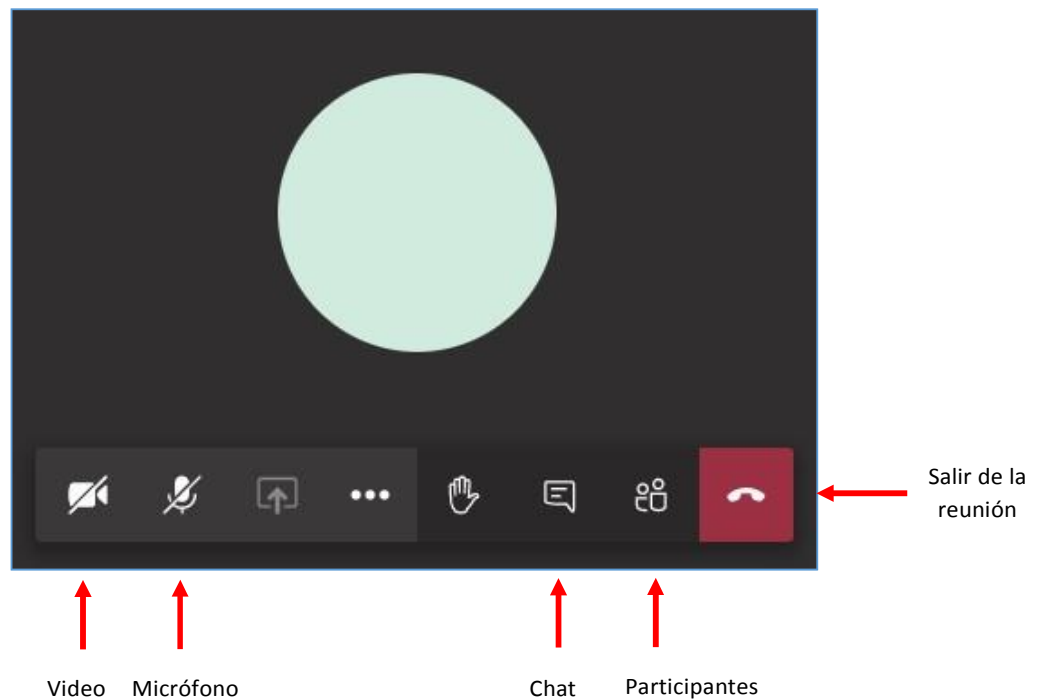 Salir de la
reunión
Video
Micrófono
Chat
Participantes